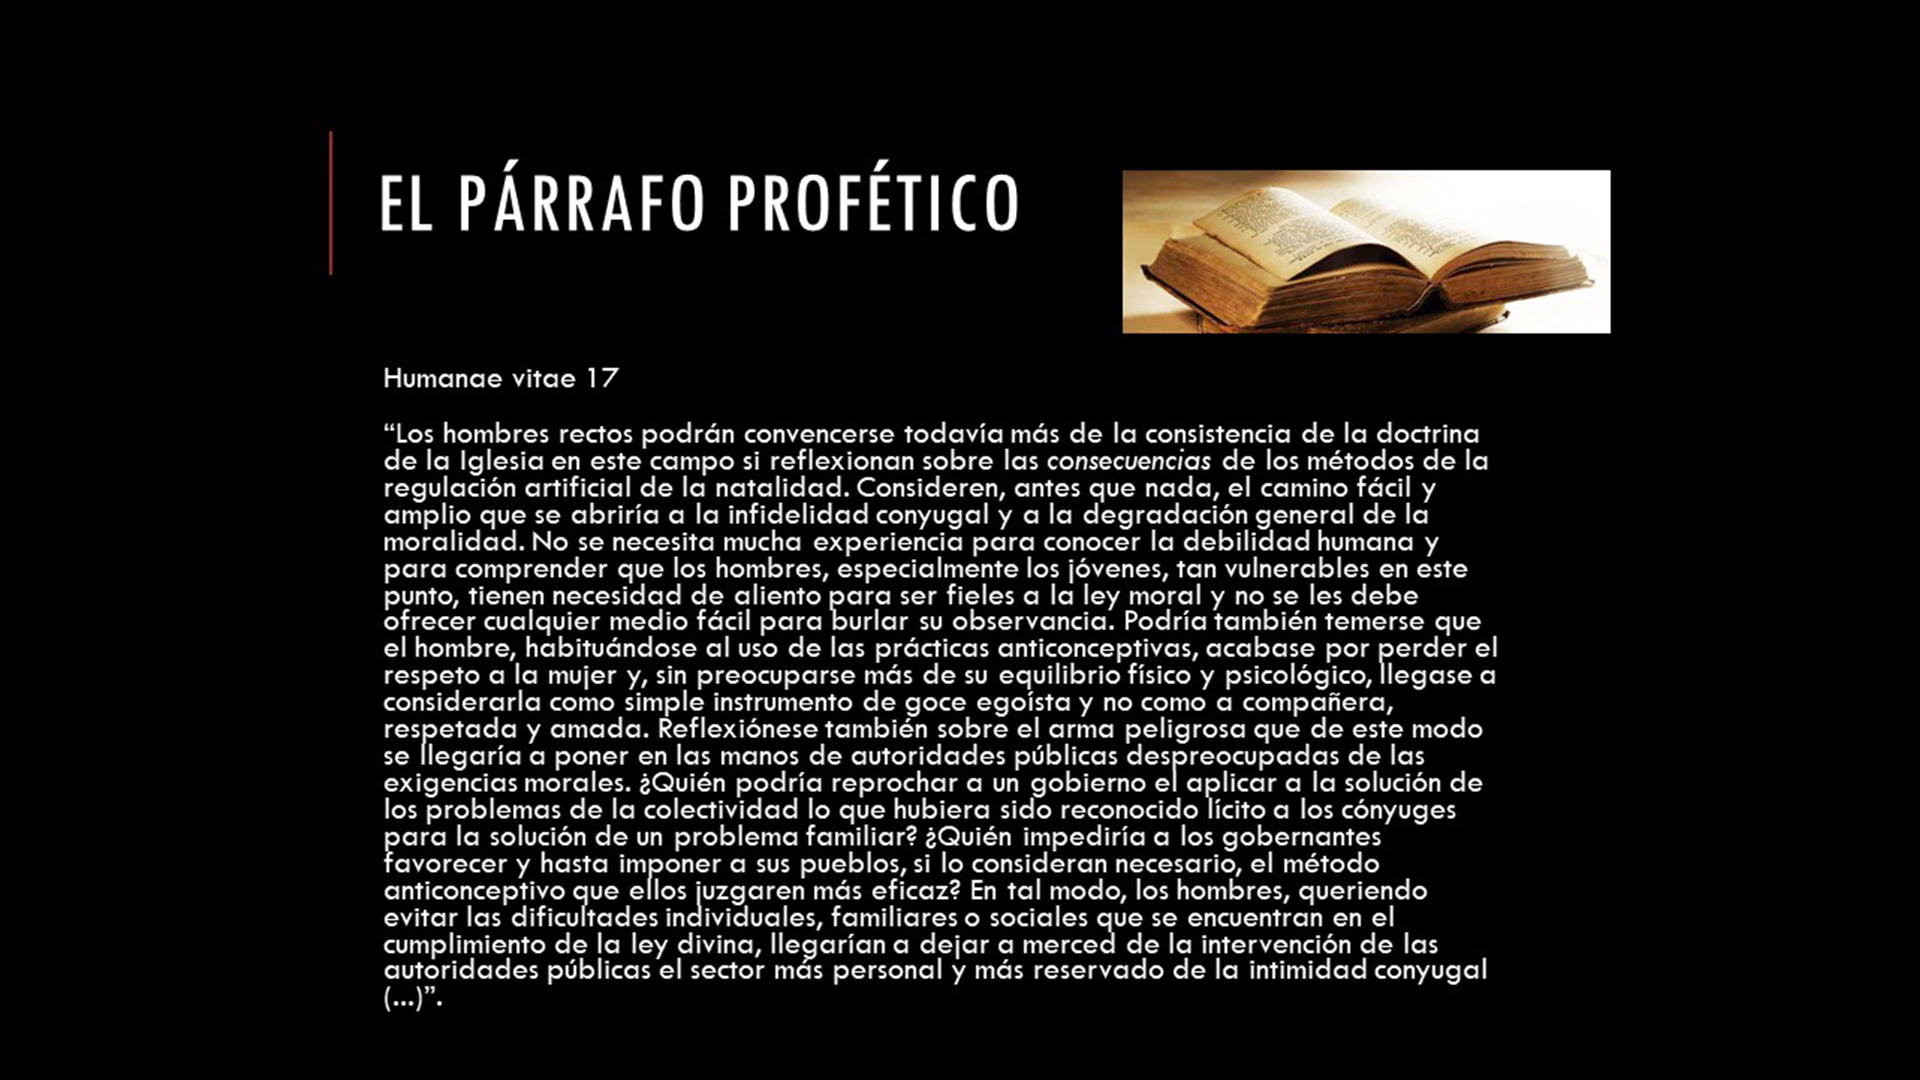 EL PÁRRAFO PROFÉTICO
Humanae vitae 17
“Los hombres rectos podrán convencerse todavía más de la consistencia de la doctrina
de la Iglesia en este campo si reflexionan sobre las consecuencias de los métodos de la
regulación artificial de la natalidad. Consideren, antes que nada, el camino fácil y
amplio que se abriría a la infidelidad conyugal y a la degradación general de la
moralidad. No se necesita mucha experiencia para conocer la debilidad humana y
para comprender que los hombres, especialmente los jóvenes, tan vulnerables en este
punto, tienen necesidad de aliento para ser fieles a la ley moral y no se les debe
ofrecer cualquier medio fácil para burlar su observancia. Podría también temerse que
el hombre, habituándose al uso de las prácticas anticonceptivas, acabase por perder el
respeto a la mujer y, sin preocuparse más de su equilibrio físico y psicológico, llegase a
considerarla como simple instrumento de goce egoísta y no como a compañera,
respetada y amada. Reflexiónese también sobre el arma peligrosa que de este modo
se llegaría a poner en las manos de autoridades públicas despreocupadas de las
exigencias morales. ¿Quién podría reprochar a un gobierno el aplicar a la solución de
los problemas de la colectividad lo que hubiera sido reconocido lícito a los cónyuges
para la solución de un problema familiar? ¿Quién impediría a los gobernantes
favorecer y hasta imponer a sus pueblos, si lo consideran necesario, el método
anticonceptivo que ellos juzgaren más eficaz? En tal modo, los hombres, queriendo
evitar las dificultades individuales, familiares o sociales que se encuentran en el
cumplimiento de la ley divina, llegarían a dejar a merced de la intervención de las
autoridades públicas el sector más personal y más reservado de la intimidad conyugal
(...)”.